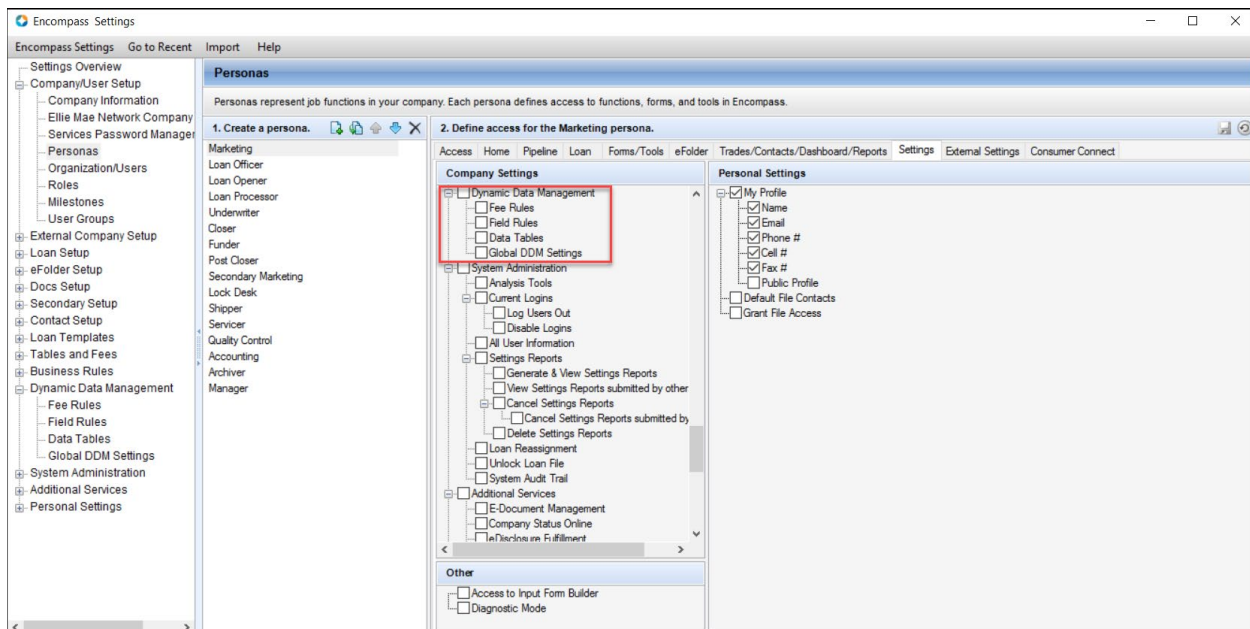 Encompass Settings
Encompass Settings Go to Recent Import Help
Settings Overview
Company/User Setup
Company Information
Ellie Mae Network Company
Services Password Manager
Personas
Organization/Users
Roles
Milestones
User Groups
External Company Setup
Loan Setup
eFolder Setup
Docs Setup
Secondary Setup
Contact Setup
Loan Templates
Tables and Fees
Business Rules
Dynamic Data Management
Fee Rules
Field Rules
Data Tables
Global DDM Settings
System Administration
Additional Services
Personal Settings
Personas
Personas represent job functions in your company. Each persona defines access to functions, forms, and tools in Encompass.
1. Create a persona.
Marketing
Loan Officer
Loan Opener
Loan Processor
Underwriter
Closer
Funder
Post Closer
Secondary Marketing
Lock Desk
Shipper
Servicer
Quality Control
Accounting
Archiver
Manager
2. Define access for the Marketing persona.
Access Home Pipeline Loan Forms/Tools eFolder Trades/Contacts/Dashboard/Reports Settings External Settings Consumer Connect
Company Settings
Dynamic Data Management
Fee Rules
Field Rules
Data Tables
Global DDM Settings
System Administration
Analysis Tools
Current Logins
Log Users Out
Disable Logins
All User Information
Settings Reports
Generate & View Settings Reports
View Settings Reports submitted by other
Cancel Settings Reports
Cancel Settings Reports submitted by
Delete Settings Reports
Loan Reassignment
Unlock Loan File
System Audit Trail
Additional Services
E-Document Management
Company Status Online
eDisclosure Fulfillment
Other
Access to Input Form Builder
Diagnostic Mode
Personal Settings
My Profile
Name
Email
Phone #
Cell #
Fax #
Public Profile
Default File Contacts
Grant File Access